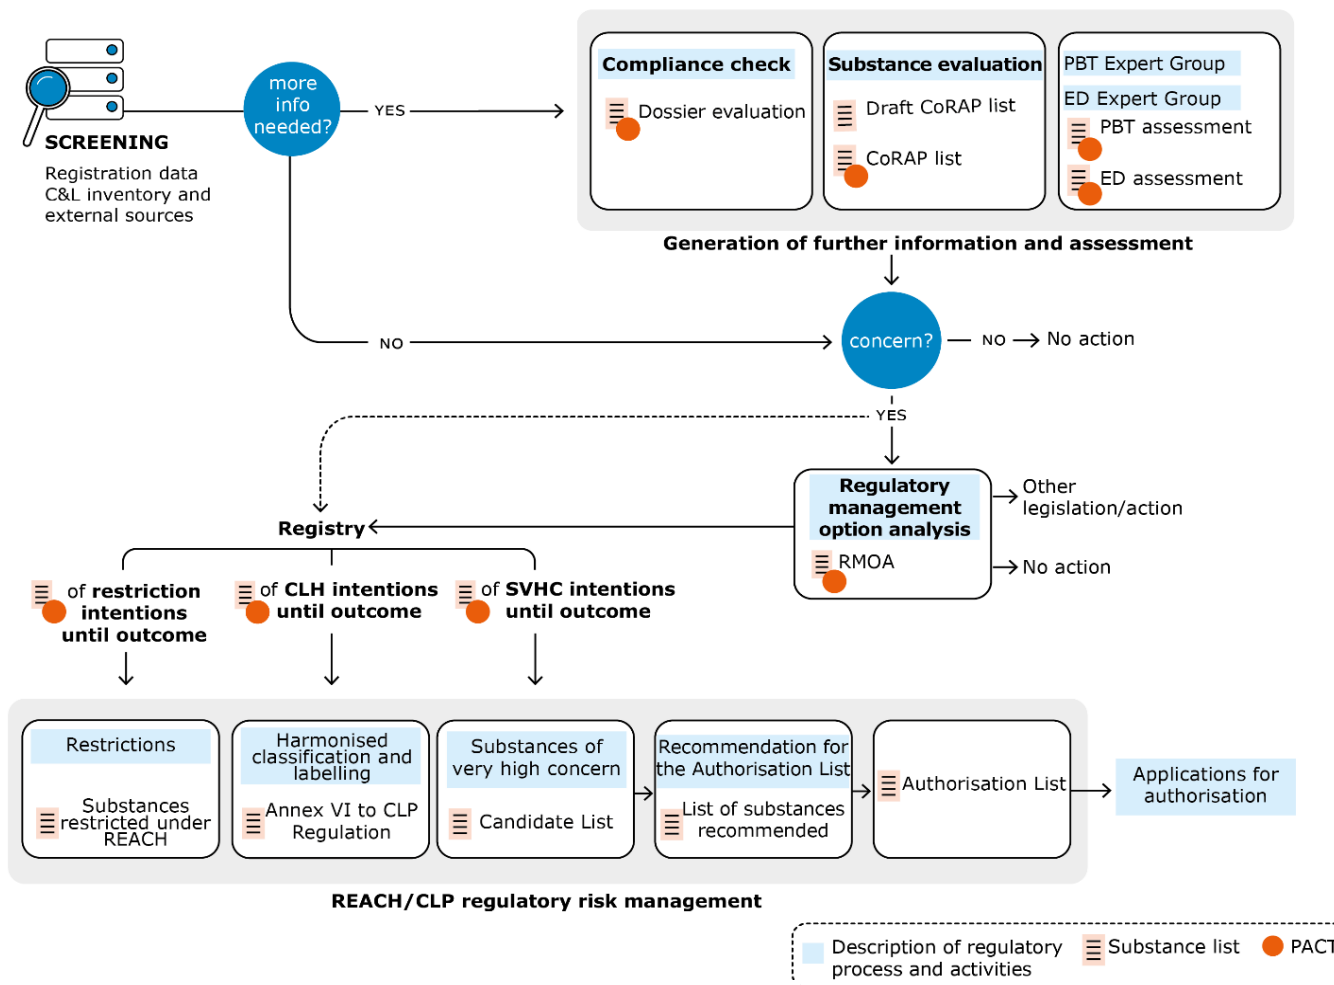 SCREENING
Registration data
C&L inventory and
external sources
more
info
needed?
YES
Compliance check
Dossier evaluation
Substance evaluation
Draft CoRAP list
CoRAP list
PBT Expert Group
ED Expert Group
PBT assessment
ED assessment
Generation of further information and assessment
NO
concern?
NO
No action
YES
Regulatory
management
option analysis
RMOA
Other
legislation/action
No action
Registry
of restriction
intentions
until outcome
of CLH intentions
until outcome
of SVHC intentions
until outcome
Restrictions
Substances
restricted under
REACH
Harmonised
classification and
labelling
Annex VI to CLP
Regulation
Substances of
very high concern
Candidate List
Recommendation for
the Authorisation List
List of substances
recommended
Authorisation List
Applications for
authorisation
REACH/CLP regulatory risk management
Description of regulatory
process and activities
Substance list
PACT